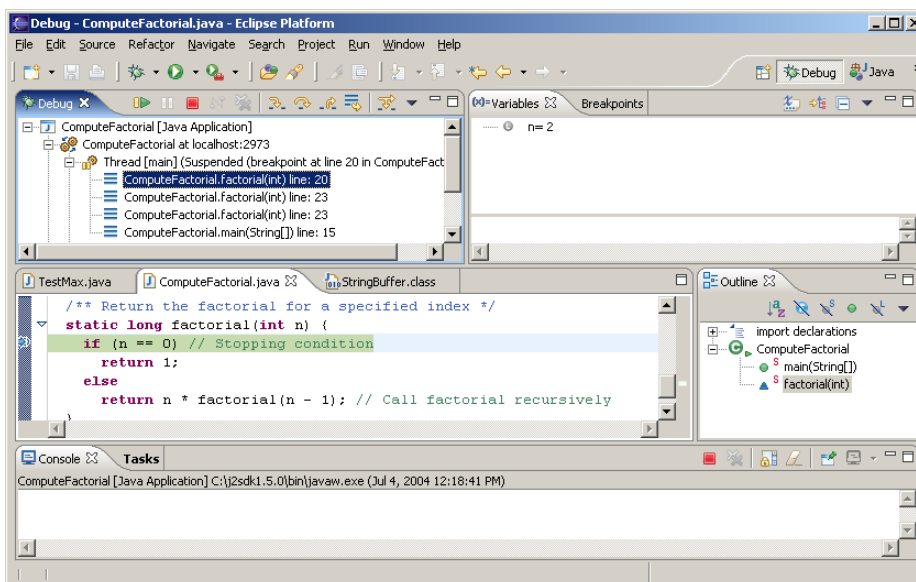 Debug - ComputeFactorial.java - Eclipse Platform
File Edit Source Refactor Navigate Search Project Run Window Help
Debug Java
Debug
(x)= Variables Breakpoints
ComputeFactorial [Java Application]
ComputeFactorial at localhost:2973
Thread [main] (Suspended (breakpoint at line 20 in ComputeFact
ComputeFactorial.factorial(int) line: 20
ComputeFactorial.factorial(int) line: 23
ComputeFactorial.factorial(int) line: 23
ComputeFactorial.main(String[]) line: 15
n= 2
TestMax.java ComputeFactorial.java StringBuffer.class
/** Return the factorial for a specified index */
static long factorial(int n) {
if (n == 0) // Stopping condition
return 1;
else
return n * factorial(n - 1); // Call factorial recursively
Outline
import declarations
ComputeFactorial
main(String[])
factorial(int)
Console Tasks
ComputeFactorial [Java Application] C:\j2sdk1.5.0\bin\javaw.exe (Jul 4, 2004 12:18:41 PM)